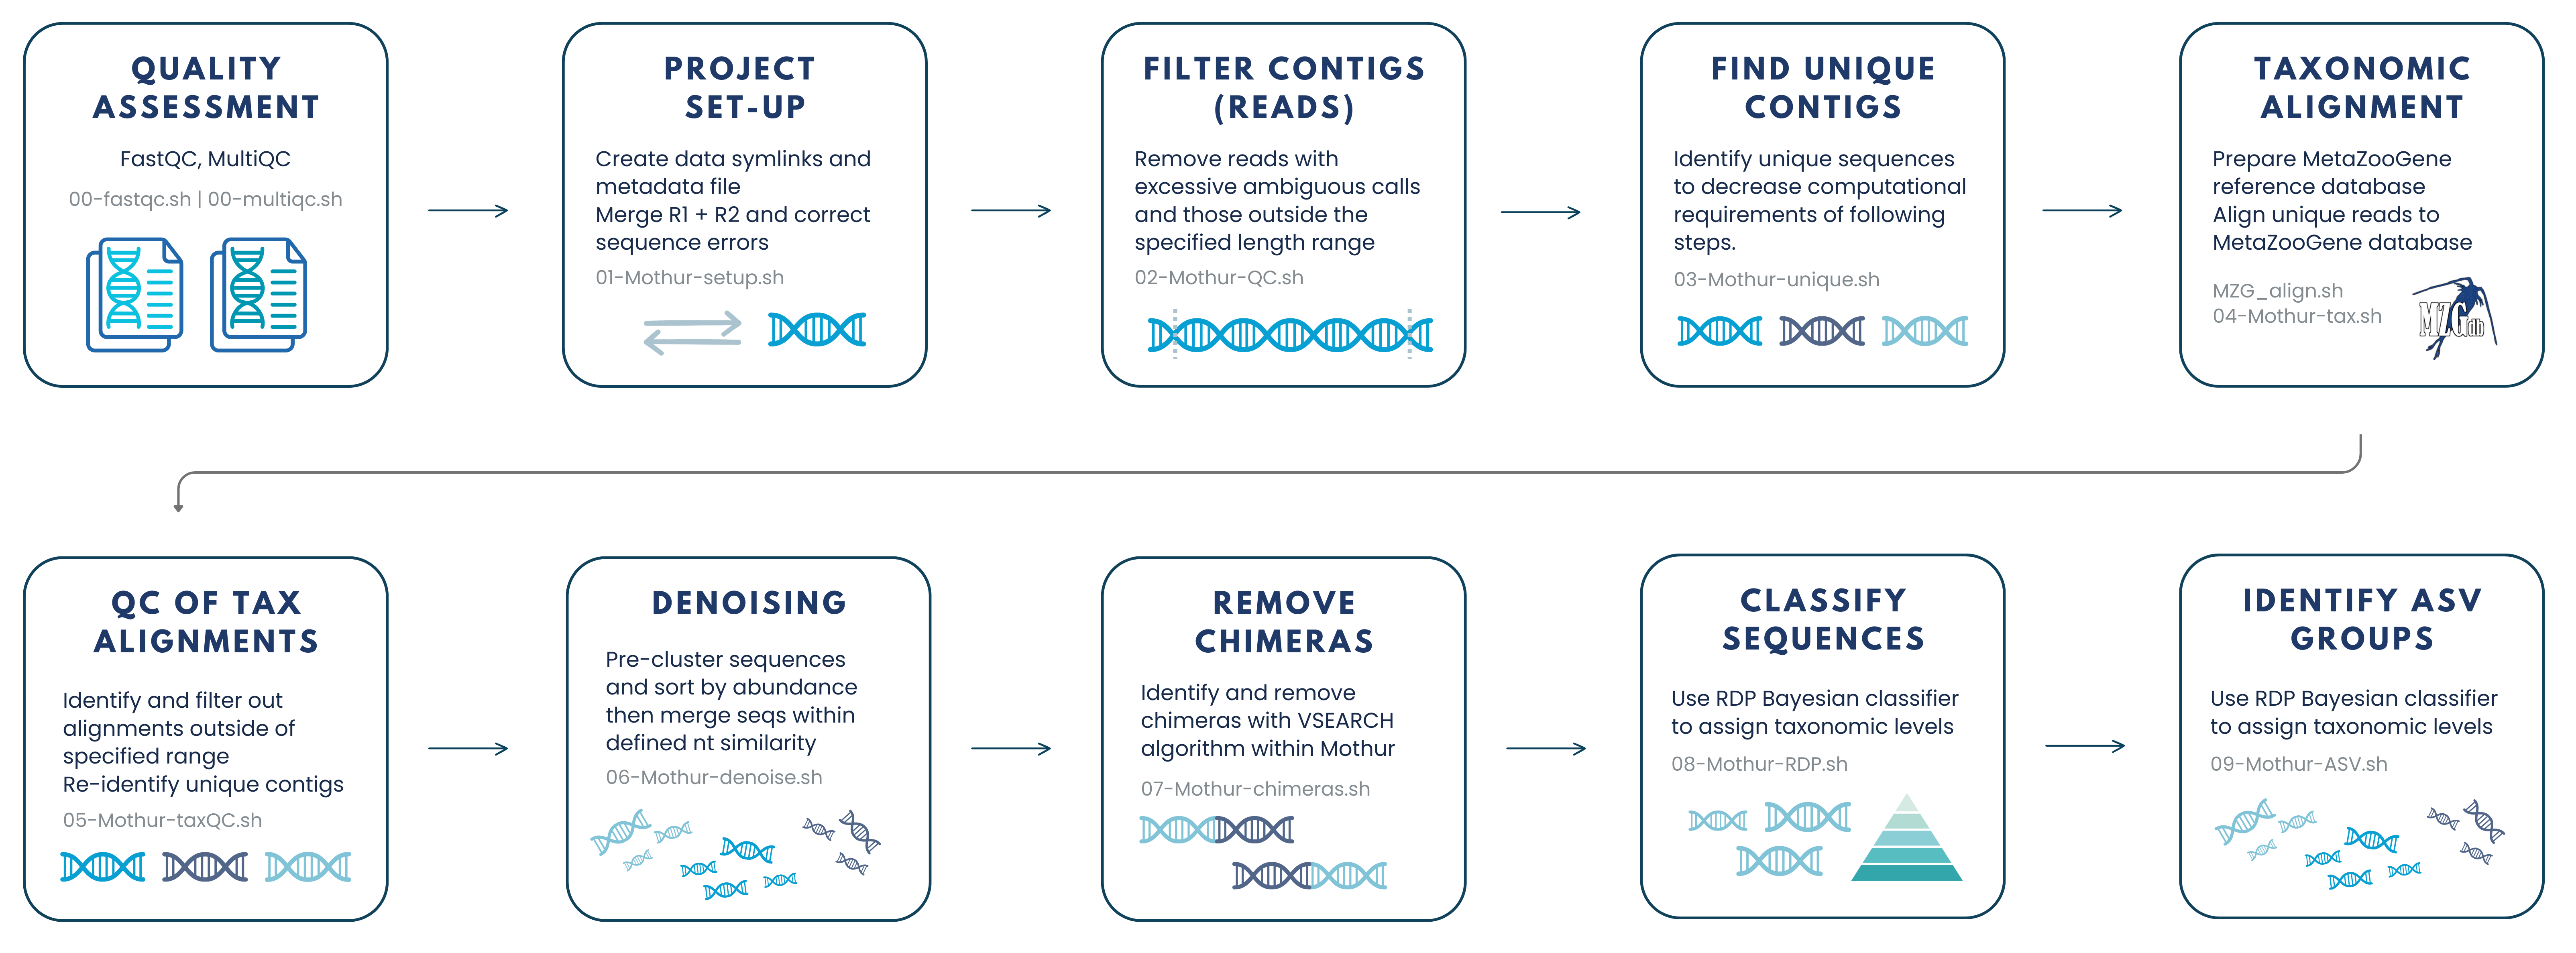 QUALITY
ASSESSMENT
FastQC, MultiQC
00-fastqc.sh | 00-multiqc.sh
PROJECT
SET-UP
Create data symlinks and
metadata file
Merge R1 + R2 and correct
sequence errors
01-Mothur-setup.sh
FILTER CONTIGS
(READS)
Remove reads with
excessive ambiguous calls
and those outside the
specified length range
02-Mothur-QC.sh
FIND UNIQUE
CONTIGS
Identify unique sequences
to decrease computational
requirements of following
steps.
03-Mothur-unique.sh
TAXONOMIC
ALIGNMENT
Prepare MetaZooGene
reference database
Align unique reads to
MetaZooGene database
MZG_align.sh
04-Mothur-tax.sh
MZGdb
QC OF TAX
ALIGNMENTS
Identify and filter out
alignments outside of
specified range
Re-identify unique contigs
05-Mothur-taxQC.sh
DENOISING
Pre-cluster sequences
and sort by abundance
then merge seqs within
defined nt similarity
06-Mothur-denoise.sh
REMOVE
CHIMERAS
Identify and remove
chimeras with VSEARCH
algorithm within Mothur
07-Mothur-chimeras.sh
CLASSIFY
SEQUENCES
Use RDP Bayesian classifier
to assign taxonomic levels
08-Mothur-RDP.sh
IDENTIFY ASV
GROUPS
Use RDP Bayesian classifier
to assign taxonomic levels
09-Mothur-ASV.sh